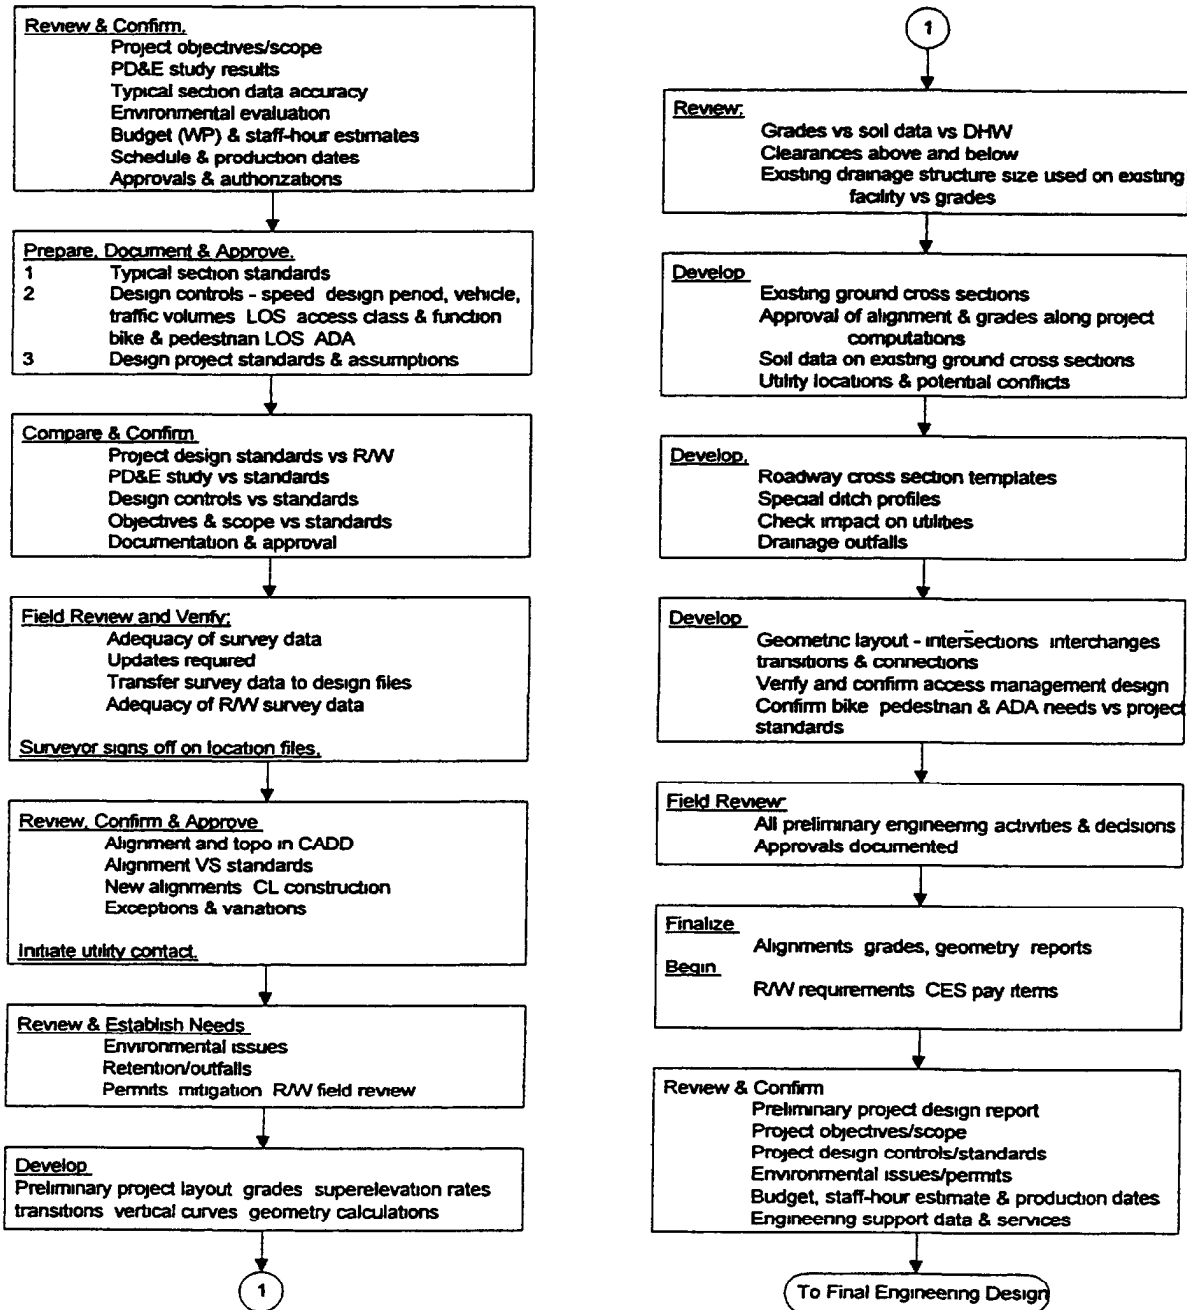 Review & Confirm.
Project objectives/scope
PD&E study results
Typical section data accuracy
Environmental evaluation
Budget (WP) & staff-hour estimates
Schedule & production dates
Approvals & authorizations
Prepare, Document & Approve.
1 Typical section standards
2 Design controls - speed design period, vehicle,
traffic volumes LOS access class & function
bike & pedestrian LOS ADA
3 Design project standards & assumptions
Compare & Confirm
Project design standards vs R/W
PD&E study vs standards
Design controls vs standards
Objectives & scope vs standards
Documentation & approval
Field Review and Verify:
Adequacy of survey data
Updates required
Transfer survey data to design files
Adequacy of R/W survey data
Surveyor signs off on location files.
Review, Confirm & Approve
Alignment and topo in CADD
Alignment VS standards
New alignments CL construction
Exceptions & variations
Initiate utility contact.
Review & Establish Needs
Environmental issues
Retention/outfalls
Permits mitigation R/W field review
Develop
Preliminary project layout grades superelevation rates
transitions vertical curves geometry calculations
1
1
Review:
Grades vs soil data vs DHW
Clearances above and below
Existing drainage structure size used on existing
facility vs grades
Develop
Existing ground cross sections
Approval of alignment & grades along project
computations
Soil data on existing ground cross sections
Utility locations & potential conflicts
Develop.
Roadway cross section templates
Special ditch profiles
Check impact on utilities
Drainage outfalls
Develop
Geometric layout - intersections interchanges
transitions & connections
Verify and confirm access management design
Confirm bike pedestrian & ADA needs vs project
standards
Field Review
All preliminary engineering activities & decisions
Approvals documented
Finalize
Alignments grades, geometry reports
Begin
R/W requirements CES pay items
Review & Confirm
Preliminary project design report
Project objectives/scope
Project design controls/standards
Environmental issues/permits
Budget, staff-hour estimate & production dates
Engineering support data & services
To Final Engineering Design